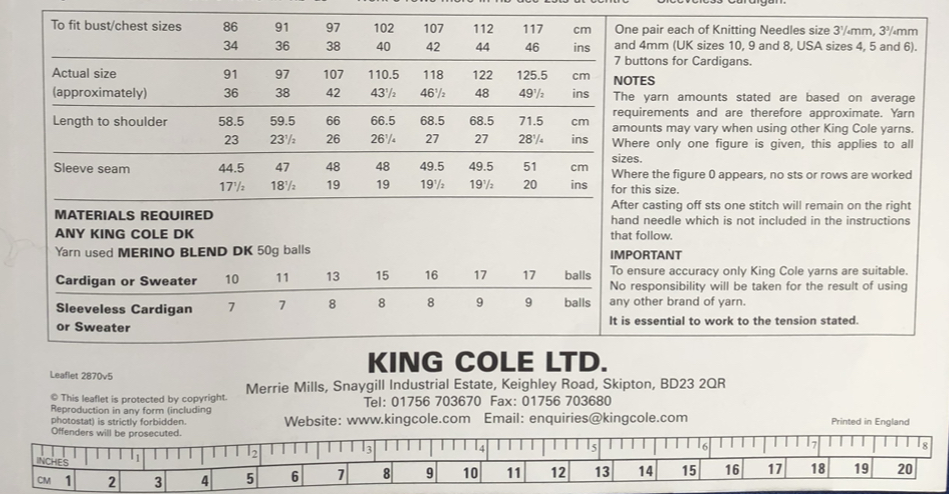 To fit bust/chest sizes 86 91 97 102 107 112 117 cm
34 36 38 40 42 44 46 ins
Actual size 91 97 107 110.5 118 122 125.5 cm
(approximately) 36 38 42 43½ 46½ 48 49½ ins
Length to shoulder 58.5 59.5 66 66.5 68.5 68.5 71.5 cm
23 23½ 26 26¼ 27 27 28¼ ins
Sleeve seam 44.5 47 48 48 49.5 49.5 51 cm
17½ 18½ 19 19 19½ 19½ 20 ins
MATERIALS REQUIRED
ANY KING COLE DK
Yarn used MERINO BLEND DK 50g balls
Cardigan or Sweater 10 11 13 15 16 17 17 balls
Sleeveless Cardigan 7 7 8 8 8 9 9 balls
or Sweater
One pair each of Knitting Needles size 3¼mm, 3¾mm
and 4mm (UK sizes 10, 9 and 8, USA sizes 4, 5 and 6).
7 buttons for Cardigans.
NOTES
The yarn amounts stated are based on average
requirements and are therefore approximate. Yarn
amounts may vary when using other King Cole yarns.
Where only one figure is given, this applies to all
sizes.
Where the figure 0 appears, no sts or rows are worked
for this size.
After casting off sts one stitch will remain on the right
hand needle which is not included in the instructions
that follow.
IMPORTANT
To ensure accuracy only King Cole yarns are suitable.
No responsibility will be taken for the result of using
any other brand of yarn.
It is essential to work to the tension stated.
Leaflet 2870v5
© This leaflet is protected by copyright.
Reproduction in any form (including
photostat) is strictly forbidden.
Offenders will be prosecuted.
KING COLE LTD.
Merrie Mills, Snaygill Industrial Estate, Keighley Road, Skipton, BD23 2QR
Tel: 01756 703670 Fax: 01756 703680
Website: www.kingcole.com Email: enquiries@kingcole.com
Printed in England
INCHES 1 2 3 4 5 6 7 8
CM 1 2 3 4 5 6 7 8 9 10 11 12 13 14 15 16 17 18 19 20